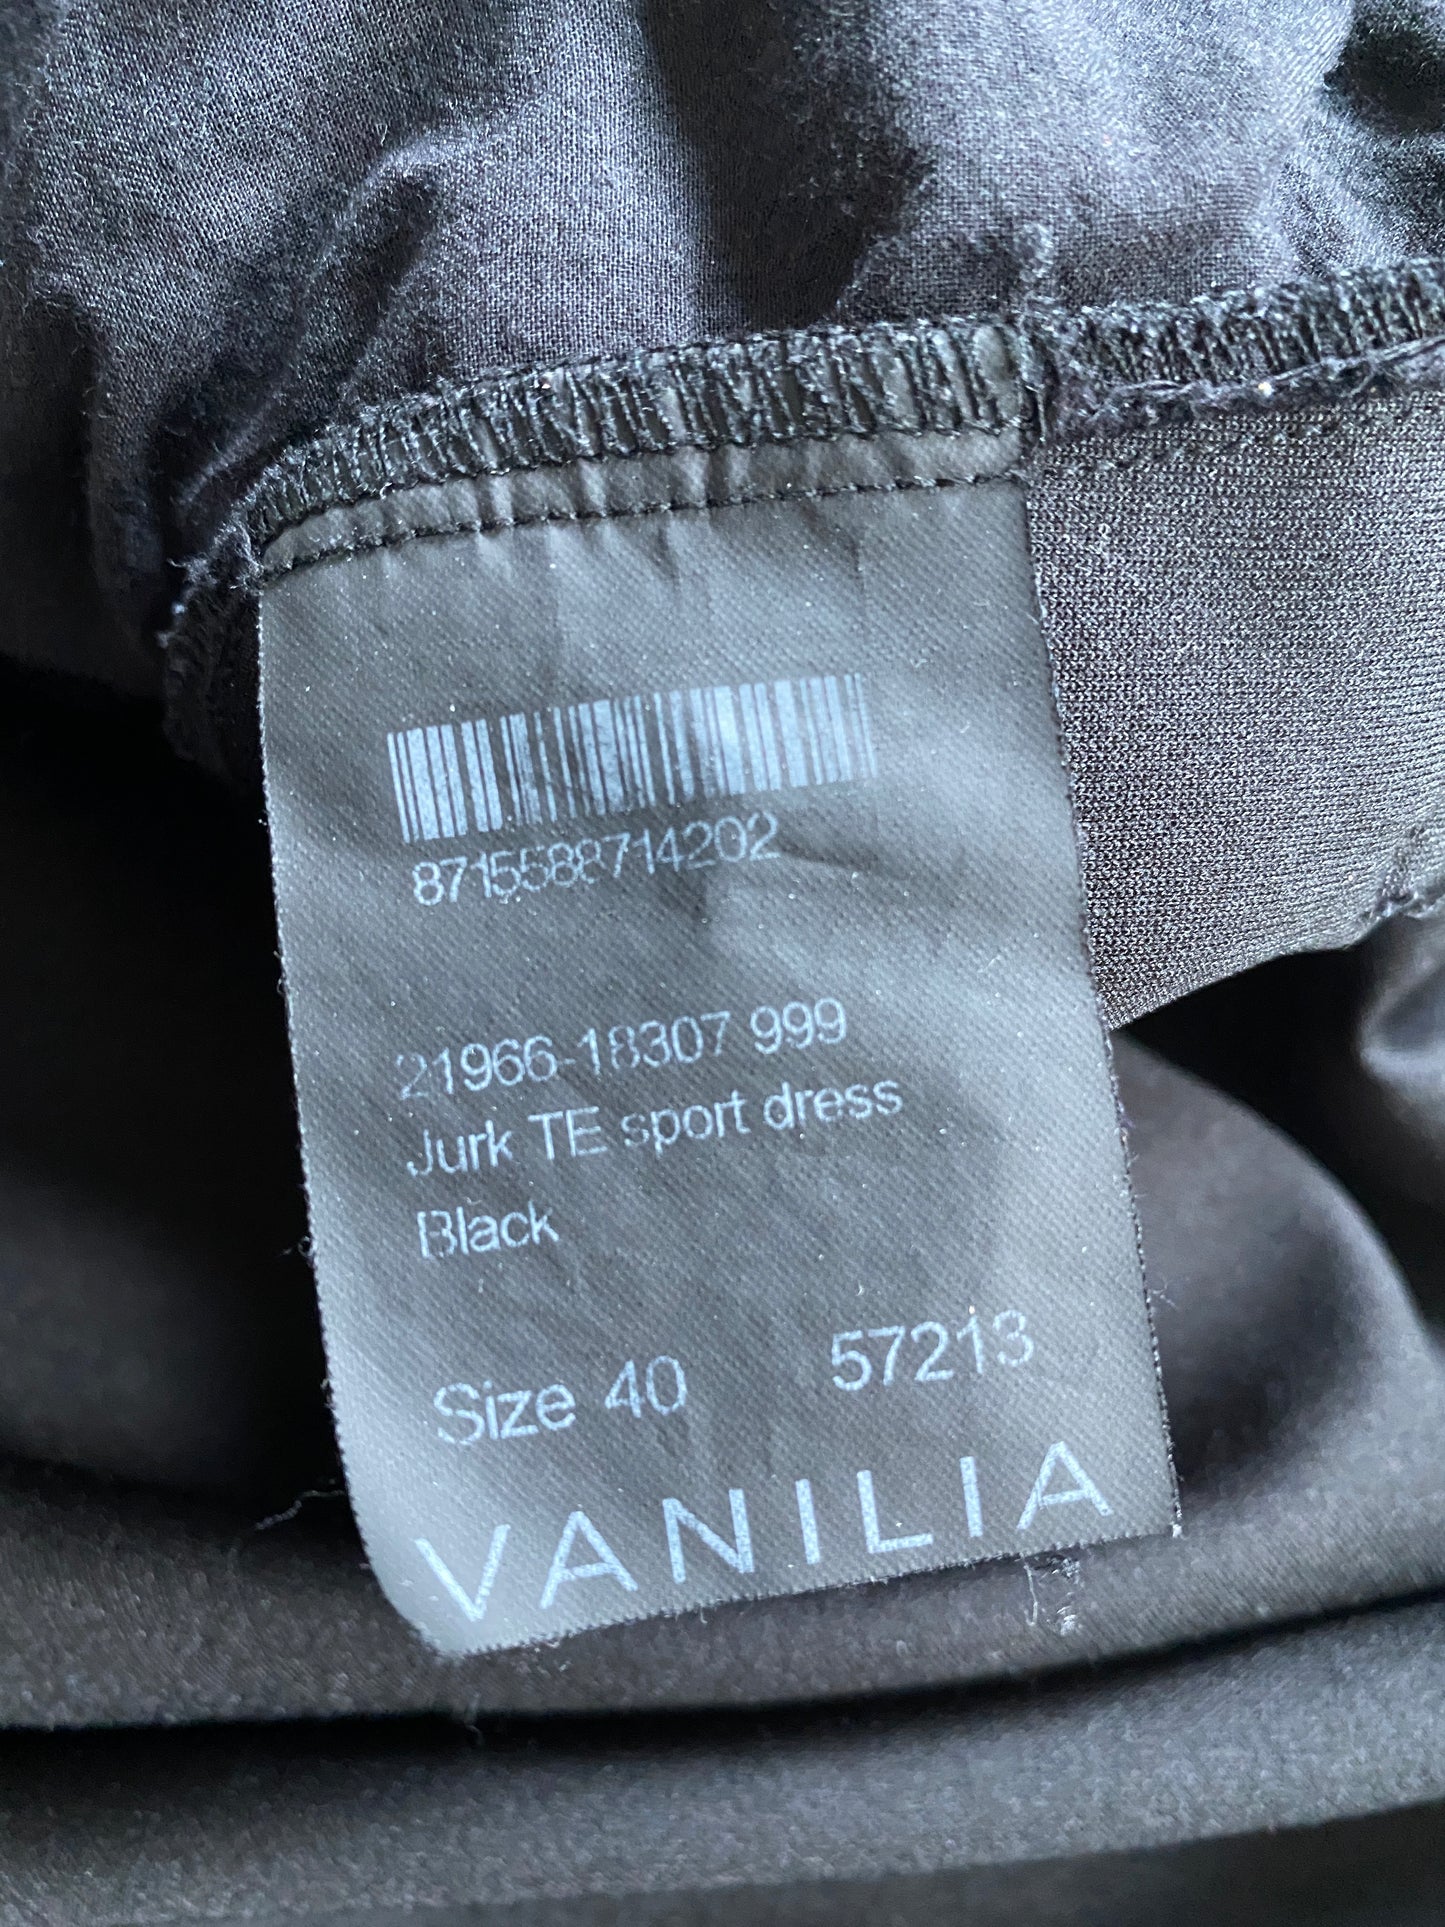 8715588714202
21966-18307 999
Jurk TE sport dress
Black
Size 40 57213
VANILIA